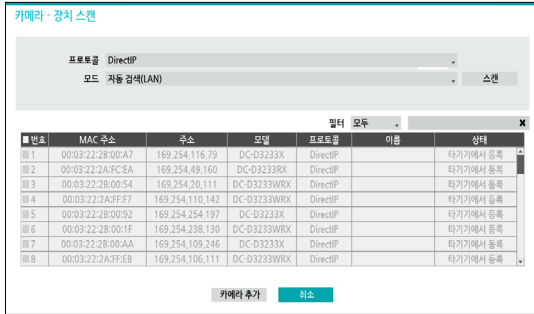 카메라 - 장치 스캔
프로토콜 DirectIP
모드 자동 검색(LAN) 스캔
필터 모두 x
번호 MAC 주소 주소 모델 프로토콜 이름 상태
1 00:03:22:2B:00:A7 169,254,116,79 DC-D3233X DirectIP 타기기에서 등록
2 00:03:22:2A:FC:EA 169,254,49,160 DC-D3233RX DirectIP 타기기에서 등록
3 00:03:22:2B:00:54 169,254,20,111 DC-D3233WRX DirectIP 타기기에서 등록
4 00:03:22:2A:FF:F7 169,254,110,142 DC-D3233WRX DirectIP 타기기에서 등록
5 00:03:22:2B:00:92 169,254,254,197 DC-D3233X DirectIP 타기기에서 등록
6 00:03:22:2B:00:1F 169,254,238,130 DC-D3233WRX DirectIP 타기기에서 등록
7 00:03:22:2B:00:AA 169,254,109,246 DC-D3233X DirectIP 타기기에서 등록
8 00:03:22:2A:FF:EB 169,254,106,111 DC-D3233WRX DirectIP 타기기에서 등록
카메라 추가 취소